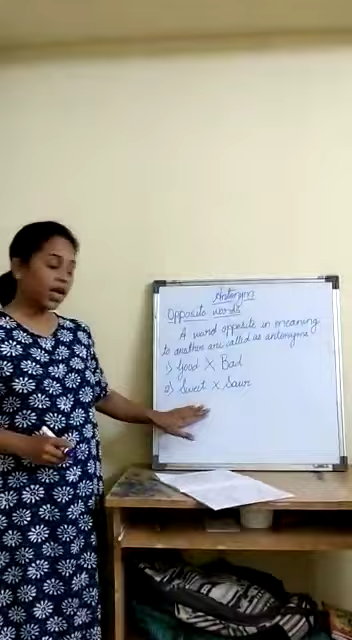 Antonym
Opposite words
A word opposite in meaning
to another are called as antonyms
1) Good X Bad
2) Sweet X Sour